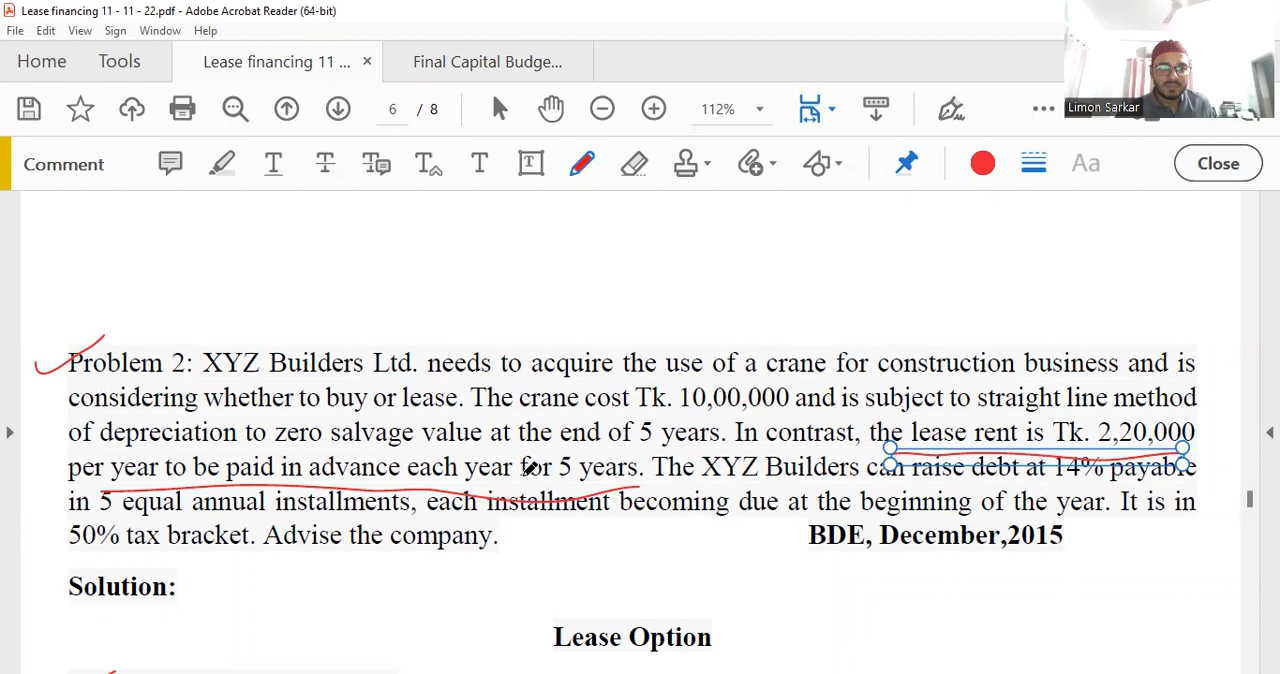 Lease financing 11 - 11 - 22.pdf - Adobe Acrobat Reader (64-bit)
File Edit View Sign Window Help
Home Tools Lease financing 11 ... × Final Capital Budge...
6 / 8 112%
Limon Sarkar
Comment Aa Close
Problem 2: XYZ Builders Ltd. needs to acquire the use of a crane for construction business and is
considering whether to buy or lease. The crane cost Tk. 10,00,000 and is subject to straight line method
of depreciation to zero salvage value at the end of 5 years. In contrast, the lease rent is Tk. 2,20,000
per year to be paid in advance each year for 5 years. The XYZ Builders can raise debt at 14% payable
in 5 equal annual installments, each installment becoming due at the beginning of the year. It is in
50% tax bracket. Advise the company. BDE, December,2015
Solution:
Lease Option